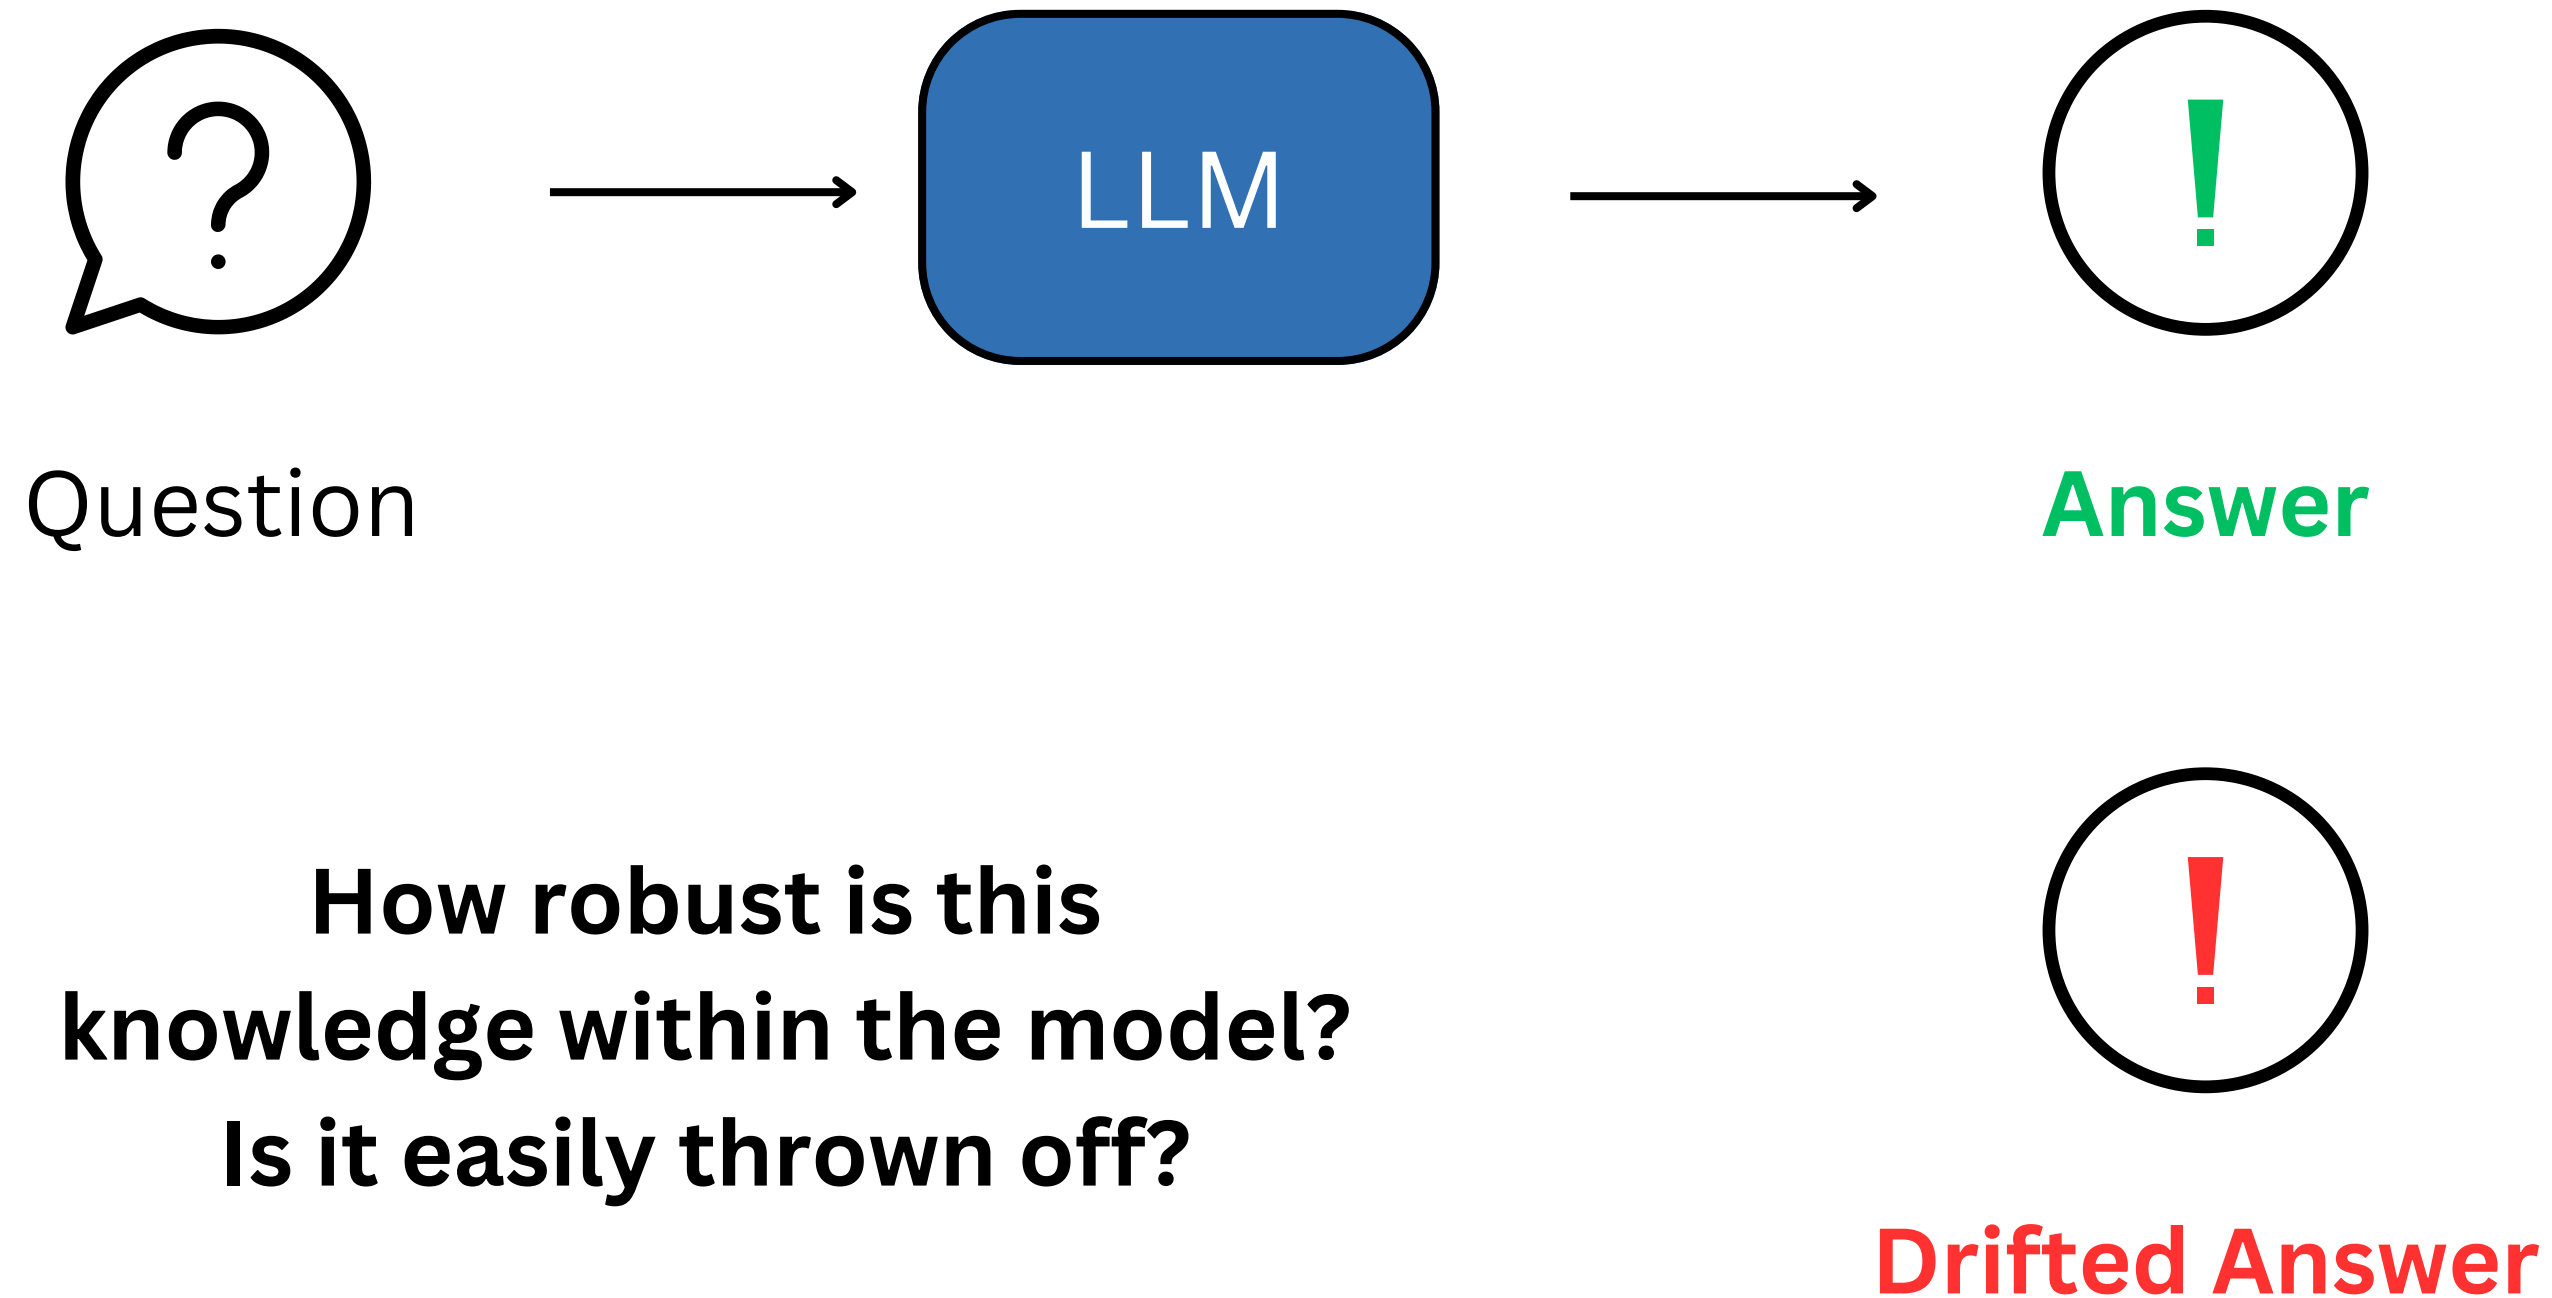 LLM
Question
Answer
How robust is this
knowledge within the model?
Is it easily thrown off?
Drifted Answer